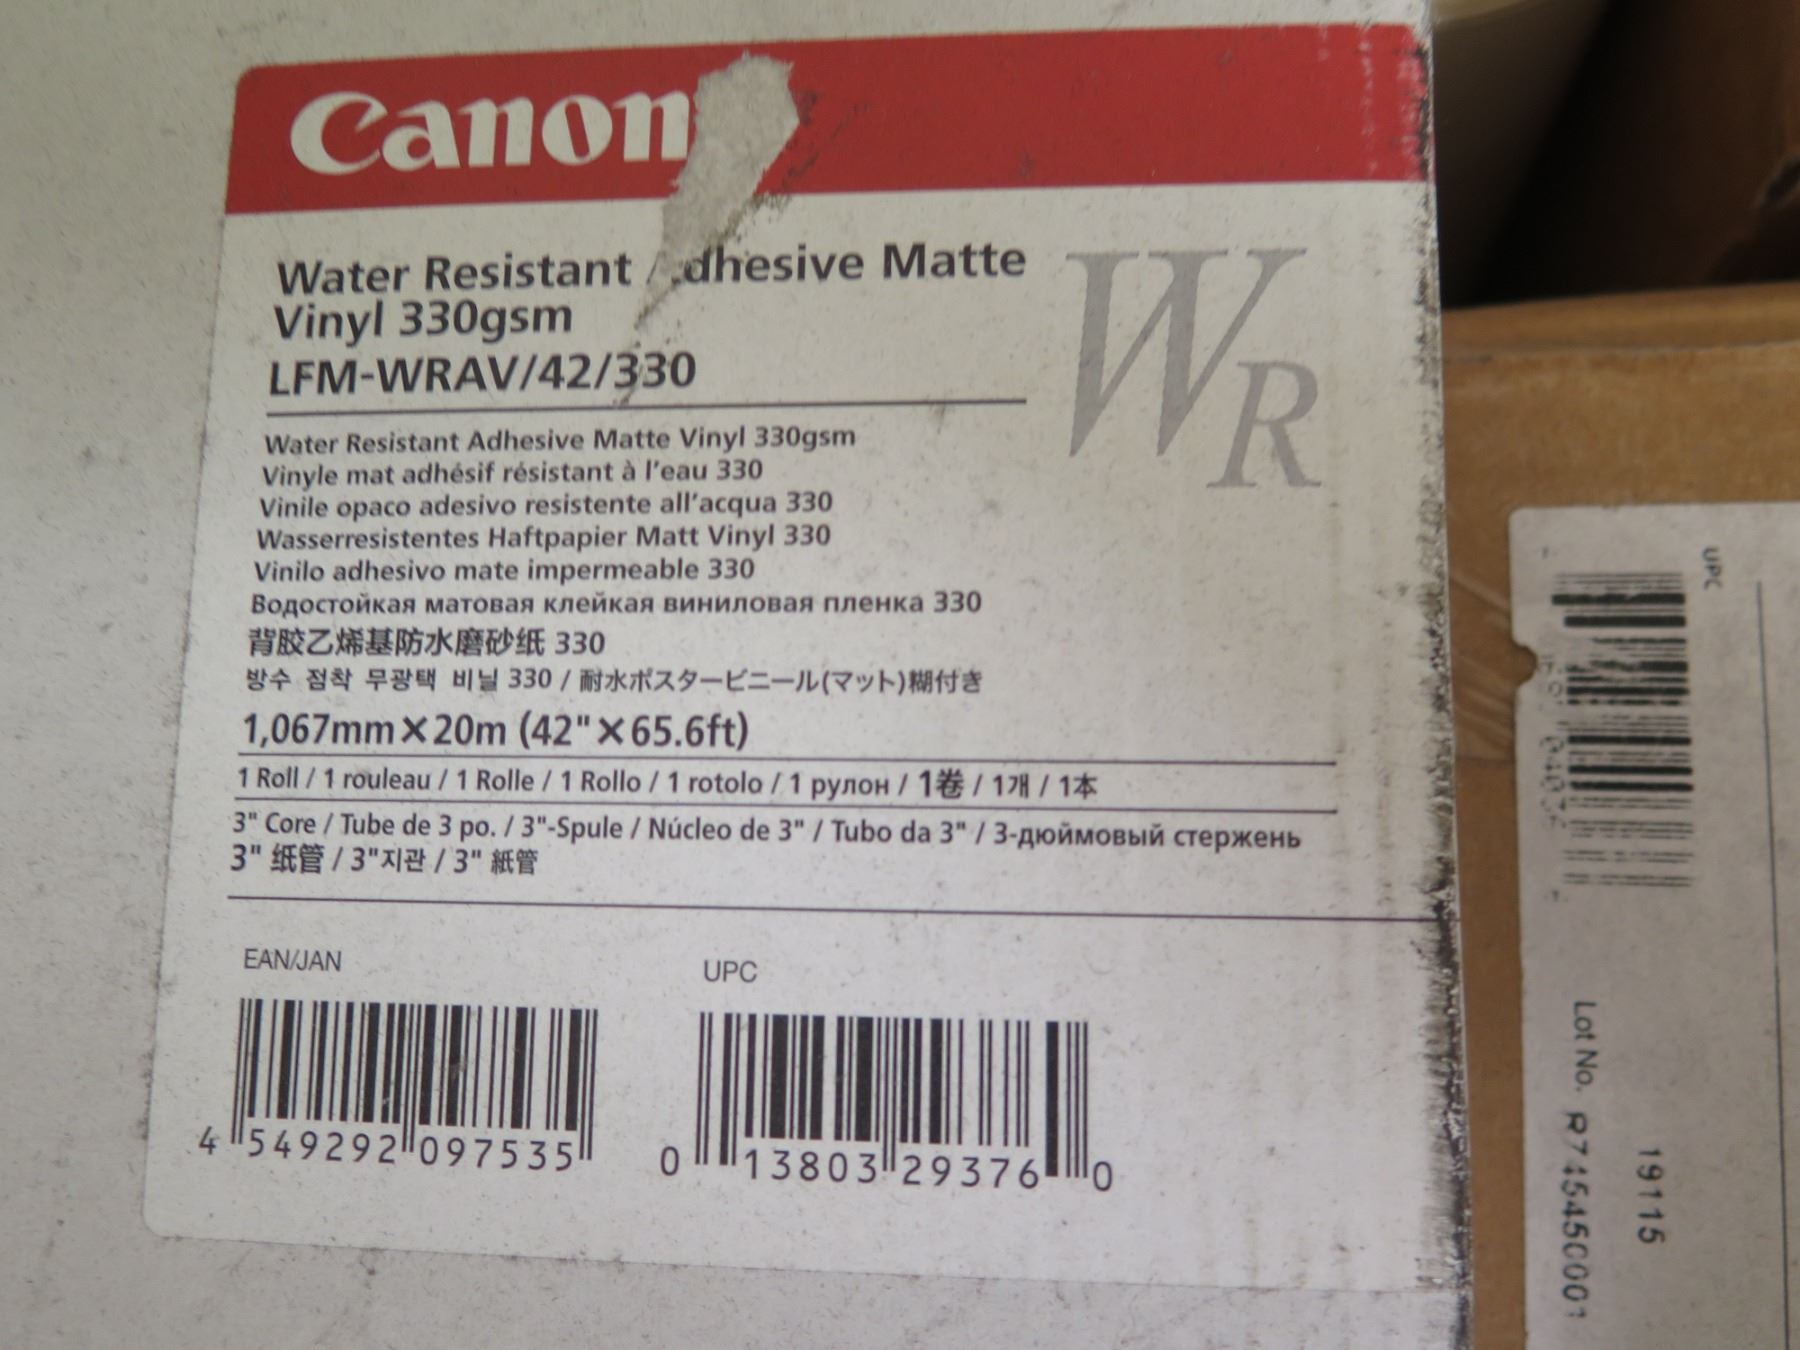 Canon
Water Resistant dhesive Matte
Vinyl 330gsm
LFM-WRAV/42/330
WR
Water Resistant Adhesive Matte Vinyl 330gsm
Vinyle mat adhésif résistant à l'eau 330
Vinile opaco adesivo resistente all'acqua 330
Wasserresistentes Haftpapier Matt Vinyl 330
Vinilo adhesivo mate impermeable 330
Водостойкая матовая клейкая виниловая пленка 330
背胶乙烯基防水磨砂纸 330
방수 점착 무광택 비닐 330 / 耐水ポスタービニール(マット)糊付き
1,067mm×20m (42"×65.6ft)
1 Roll / 1 rouleau / 1 Rolle / 1 Rollo / 1 rotolo / 1 рулон / 1卷 / 1개 / 1本
3" Core / Tube de 3 po. / 3"-Spule / Núcleo de 3" / Tubo da 3" / 3-дюймовый стержень
3" 纸管 / 3"지관 / 3" 紙管
EAN/JAN
4 549292 097535
UPC
0 13803 29376 0
UPC
19115
Lot No. R745450001